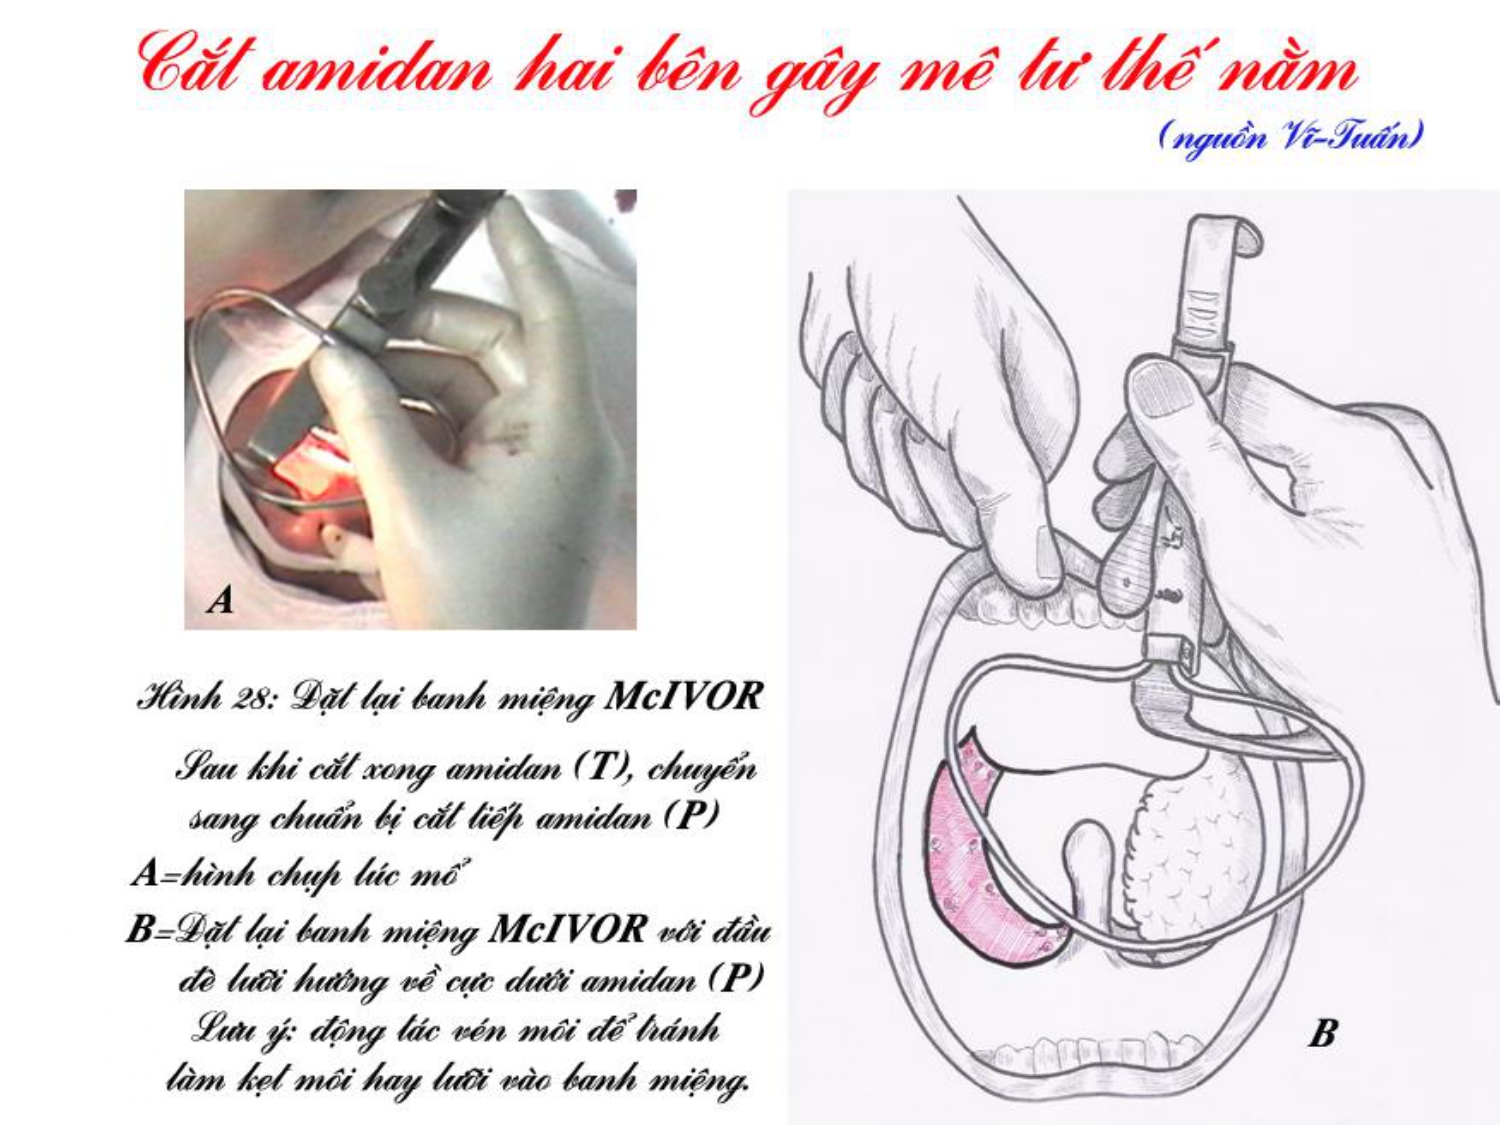 Cắt amidan hai bên gây mê tư thế nằm
(nguồn Vĩ-Tuấn)
A
Hình 28: Đặt lại banh miệng McIVOR
Sau khi cắt xong amidan (T), chuyển
sang chuẩn bị cắt tiếp amidan (P)
A=hình chụp lúc mổ
B=Đặt lại banh miệng McIVOR với đầu
đè lưỡi hướng về cực dưới amidan (P)
Lưu ý: động tác vén môi để tránh
làm kẹt môi hay lưỡi vào banh miệng.
B